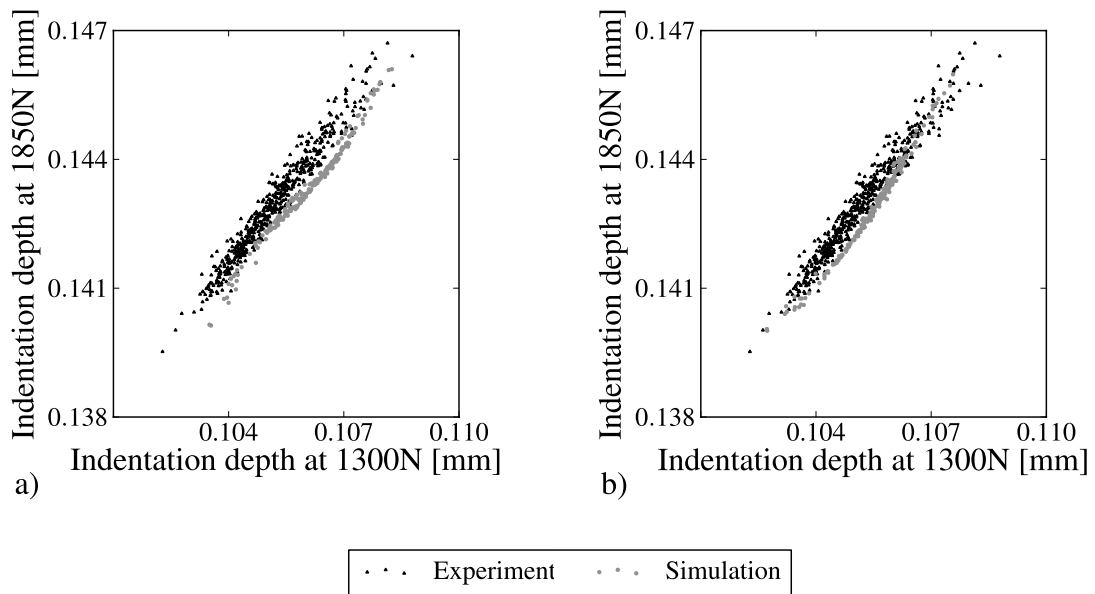 Indentation depth at 1850N [mm]
0.147
0.144
0.141
0.138
0.104 0.107 0.110
Indentation depth at 1300N [mm]
a)
Indentation depth at 1850N [mm]
0.147
0.144
0.141
0.138
0.104 0.107 0.110
Indentation depth at 1300N [mm]
b)
Experiment Simulation